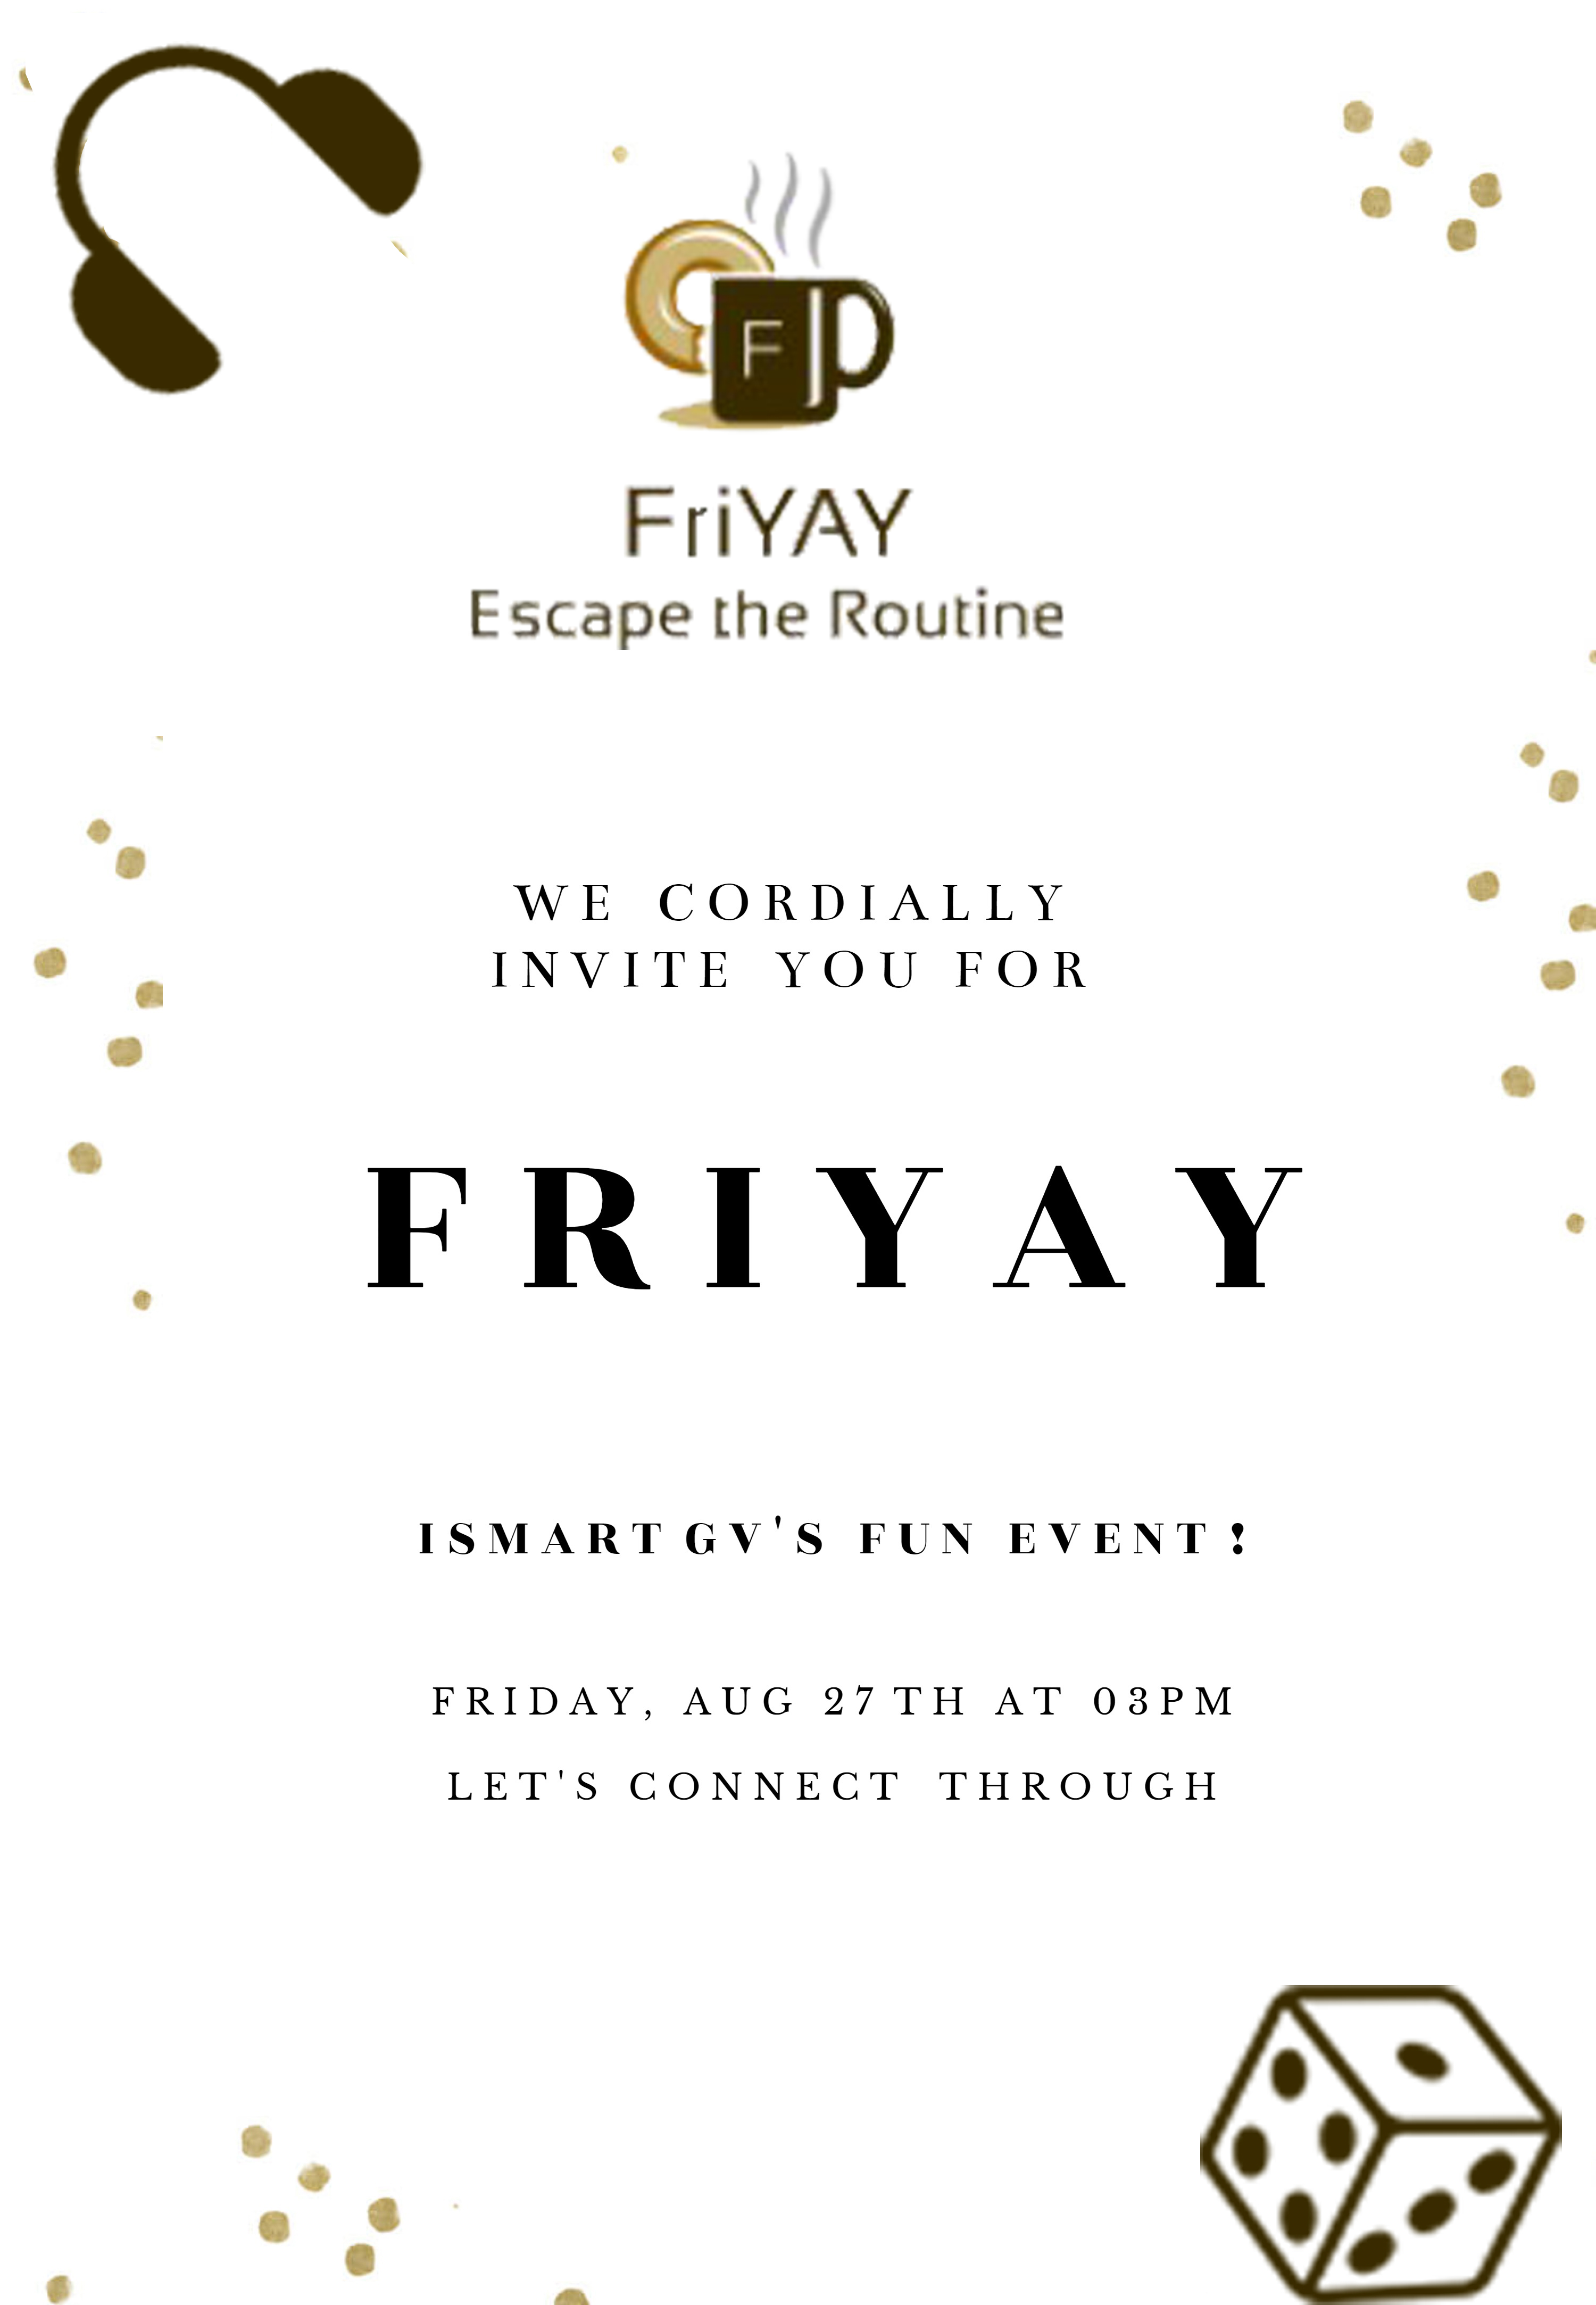 F
FriYAY
Escape the Routine
WE CORDIALLY
INVITE YOU FOR
FRIYAY
ISMART GV'S FUN EVENT!
FRIDAY, AUG 27TH AT 03PM
LET'S CONNECT THROUGH